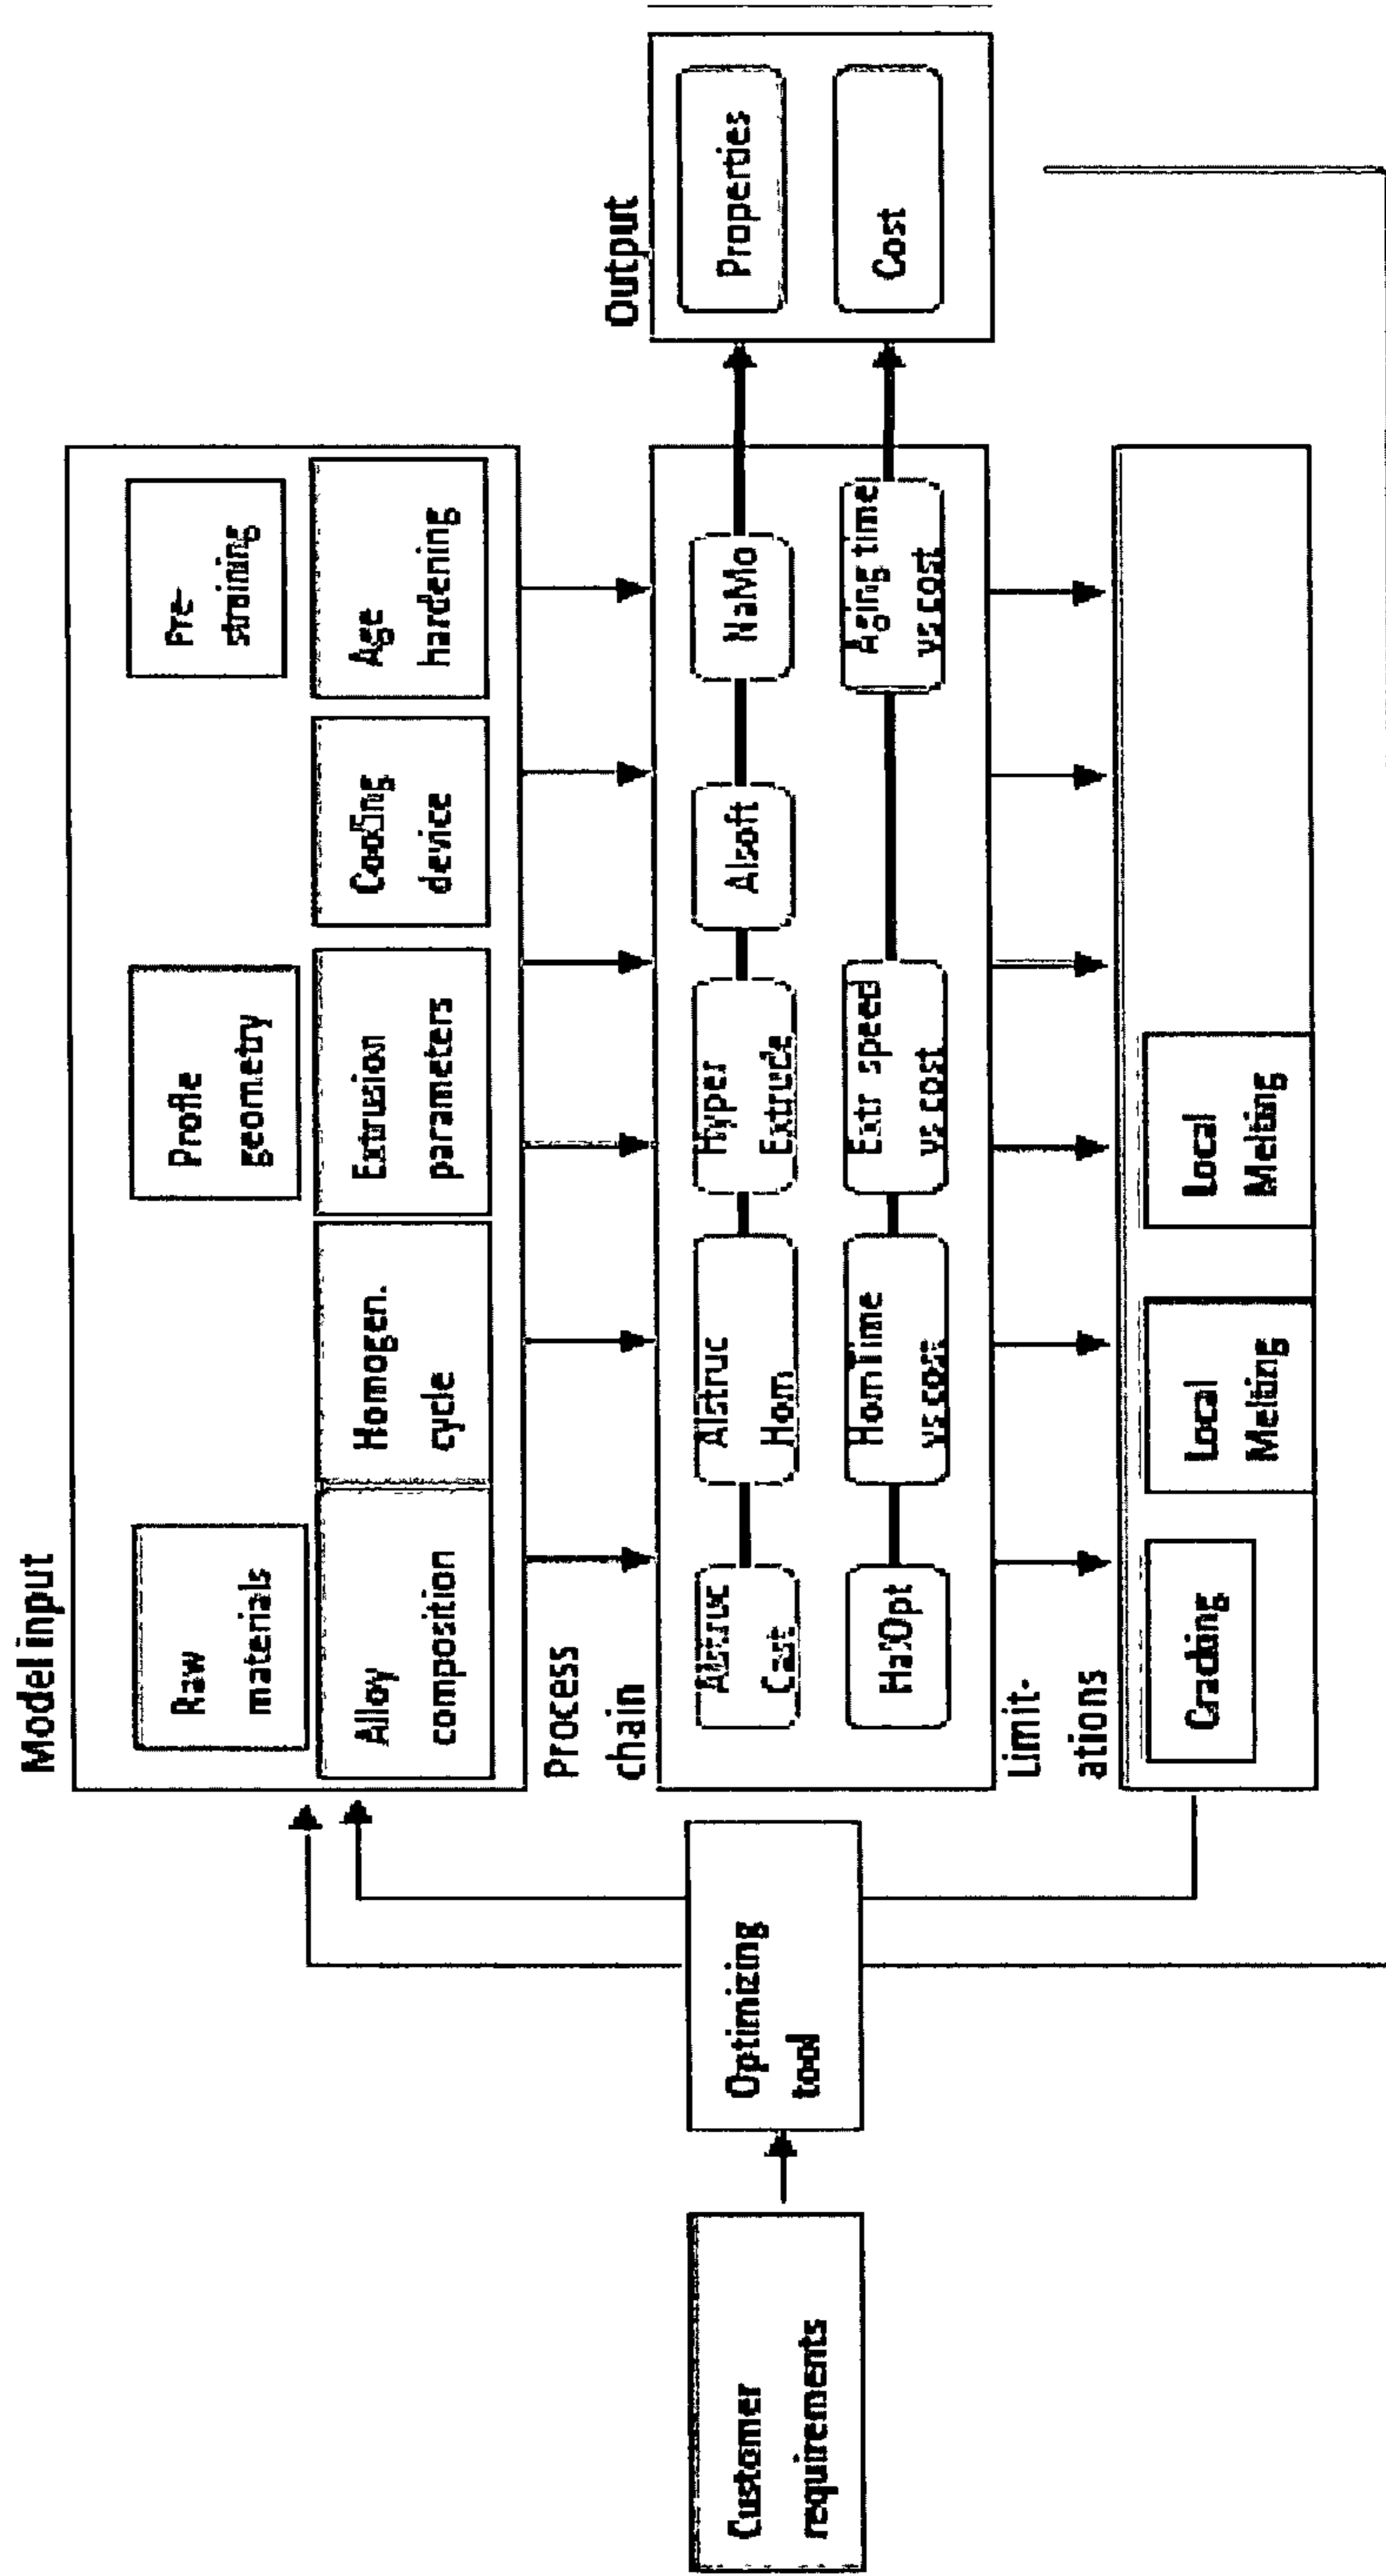 Model input
Raw
materials
Profile
geometry
Pre-
straining
Alloy
composition
Homogen.
cycle
Extrusion
parameters
Cooling
device
Age
hardening
Process
chain
Output
Alstruc
Cast
Alstruc
Hom
Hyper
Extrude
Alsoft
NaMo
Properties
HalOpt
HomTime
vs cost
Extr speed
vs cost
Aging time
vs cost
Cost
Optimizing
tool
Customer
requirements
Limit-
ations
Cracking
Local
Melting
Local
Melting